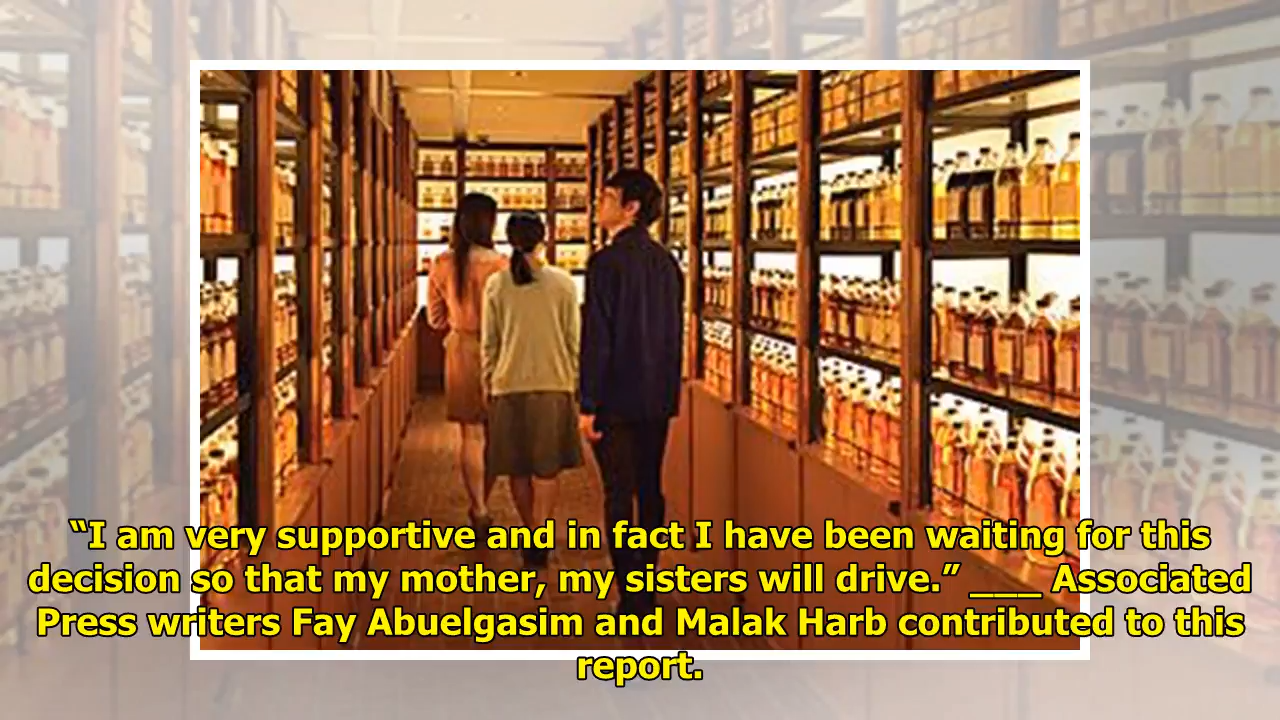 “I am very supportive and in fact I have been waiting for this
decision so that my mother, my sisters will drive.” ___ Associated
Press writers Fay Abuelgasim and Malak Harb contributed to this
report.